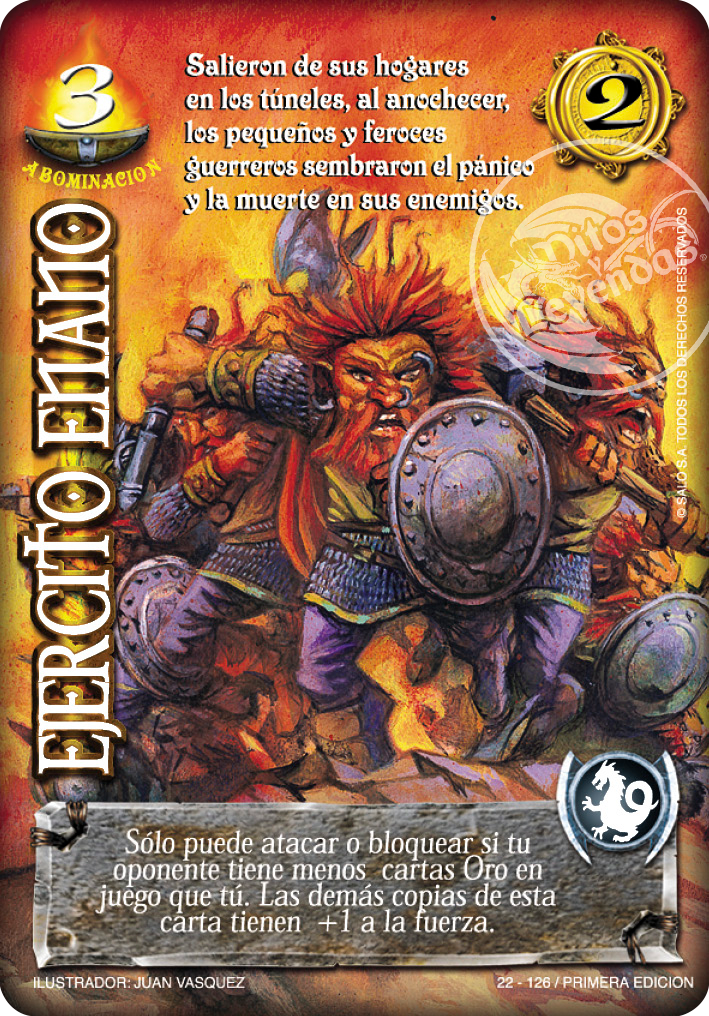 3
ABOMINACION
Salieron de sus hogares
en los túneles, al anochecer,
los pequeños y feroces
guerreros sembraron el pánico
y la muerte en sus enemigos.
2
Mitos
y
Leyendas
®
© SALO S.A. TODOS LOS DERECHOS RESERVADOS
EJERCITO ENANO
Sólo puede atacar o bloquear si tu
oponente tiene menos cartas Oro en
juego que tú. Las demás copias de esta
carta tienen +1 a la fuerza.
ILUSTRADOR: JUAN VASQUEZ
22 - 126 / PRIMERA EDICION